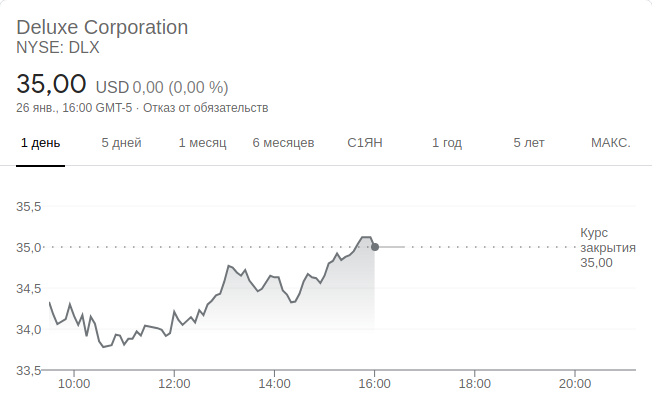 Deluxe Corporation
NYSE: DLX
35,00 USD 0,00 (0,00 %)
26 янв., 16:00 GMT-5 · Отказ от обязательств
1 день 5 дней 1 месяц 6 месяцев С1ЯН 1 год 5 лет МАКС.
35,5
Курс
35,0 закрытия
35,00
34,5
34,0
33,5
10:00 12:00 14:00 16:00 18:00 20:00